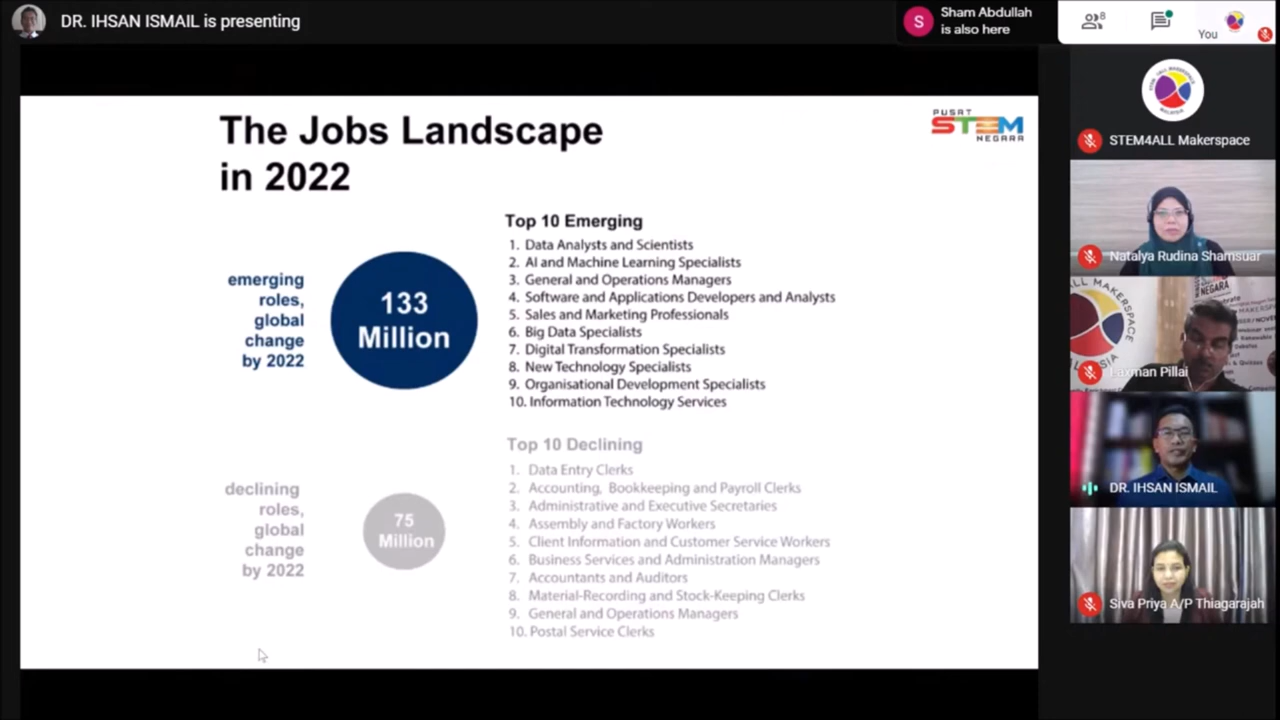 DR. IHSAN ISMAIL is presenting
Sham Abdullah
is also here
8
You
S
The Jobs Landscape
in 2022
PUSAT
STEM
NEGARA
emerging
roles,
global
change
by 2022
133
Million
Top 10 Emerging
1. Data Analysts and Scientists
2. AI and Machine Learning Specialists
3. General and Operations Managers
4. Software and Applications Developers and Analysts
5. Sales and Marketing Professionals
6. Big Data Specialists
7. Digital Transformation Specialists
8. New Technology Specialists
9. Organisational Development Specialists
10. Information Technology Services
declining
roles,
global
change
by 2022
75
Million
Top 10 Declining
1. Data Entry Clerks
2. Accounting, Bookkeeping and Payroll Clerks
3. Administrative and Executive Secretaries
4. Assembly and Factory Workers
5. Client Information and Customer Service Workers
6. Business Services and Administration Managers
7. Accountants and Auditors
8. Material-Recording and Stock-Keeping Clerks
9. General and Operations Managers
10. Postal Service Clerks
STEM4ALL Makerspace
Natalya Rudina Shamsuar
NEGARA
Laxman Pillai
DR. IHSAN ISMAIL
Siva Priya A/P Thiagarajah